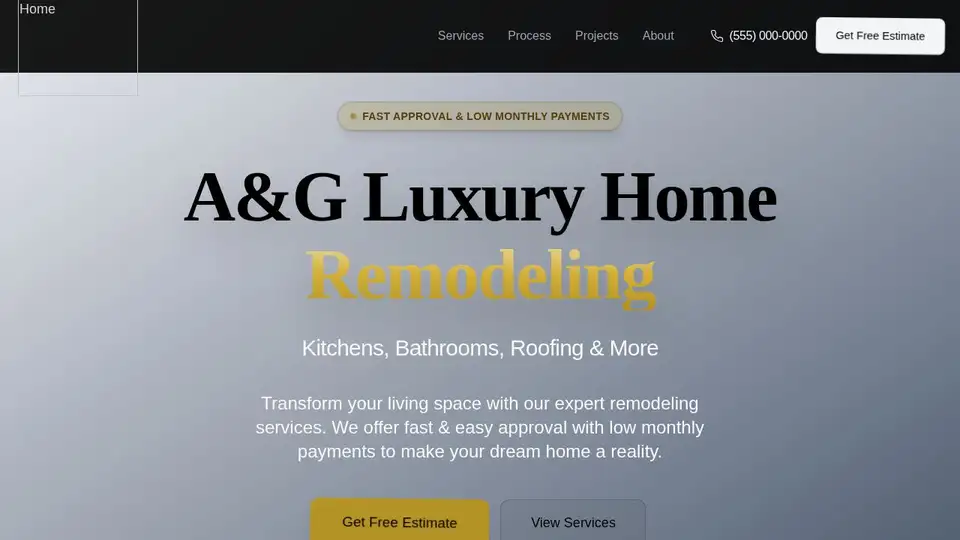 Home
Services
Process
Projects
About
(555) 000-0000
Get Free Estimate
FAST APPROVAL & LOW MONTHLY PAYMENTS
A&G Luxury Home
Remodeling
Kitchens, Bathrooms, Roofing & More
Transform your living space with our expert remodeling
services. We offer fast & easy approval with low monthly
payments to make your dream home a reality.
Get Free Estimate
View Services